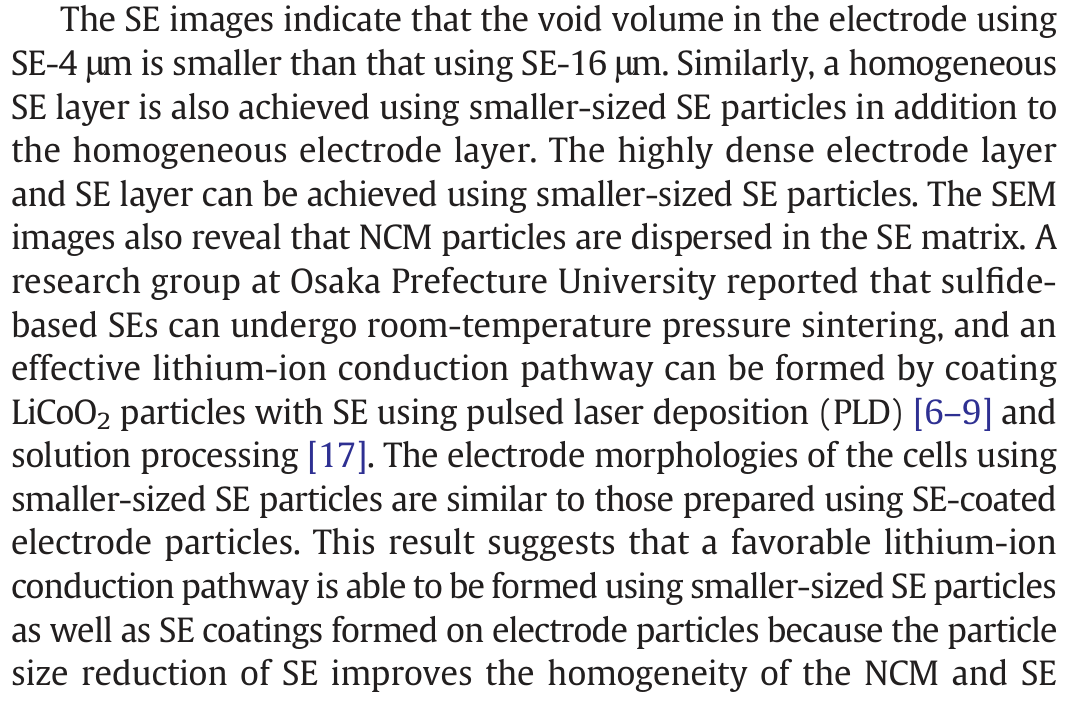 The SE images indicate that the void volume in the electrode using
SE-4 μm is smaller than that using SE-16 μm. Similarly, a homogeneous
SE layer is also achieved using smaller-sized SE particles in addition to
the homogeneous electrode layer. The highly dense electrode layer
and SE layer can be achieved using smaller-sized SE particles. The SEM
images also reveal that NCM particles are dispersed in the SE matrix. A
research group at Osaka Prefecture University reported that sulfide-
based SEs can undergo room-temperature pressure sintering, and an
effective lithium-ion conduction pathway can be formed by coating
LiCoO₂ particles with SE using pulsed laser deposition (PLD) [6–9] and
solution processing [17]. The electrode morphologies of the cells using
smaller-sized SE particles are similar to those prepared using SE-coated
electrode particles. This result suggests that a favorable lithium-ion
conduction pathway is able to be formed using smaller-sized SE particles
as well as SE coatings formed on electrode particles because the particle
size reduction of SE improves the homogeneity of the NCM and SE